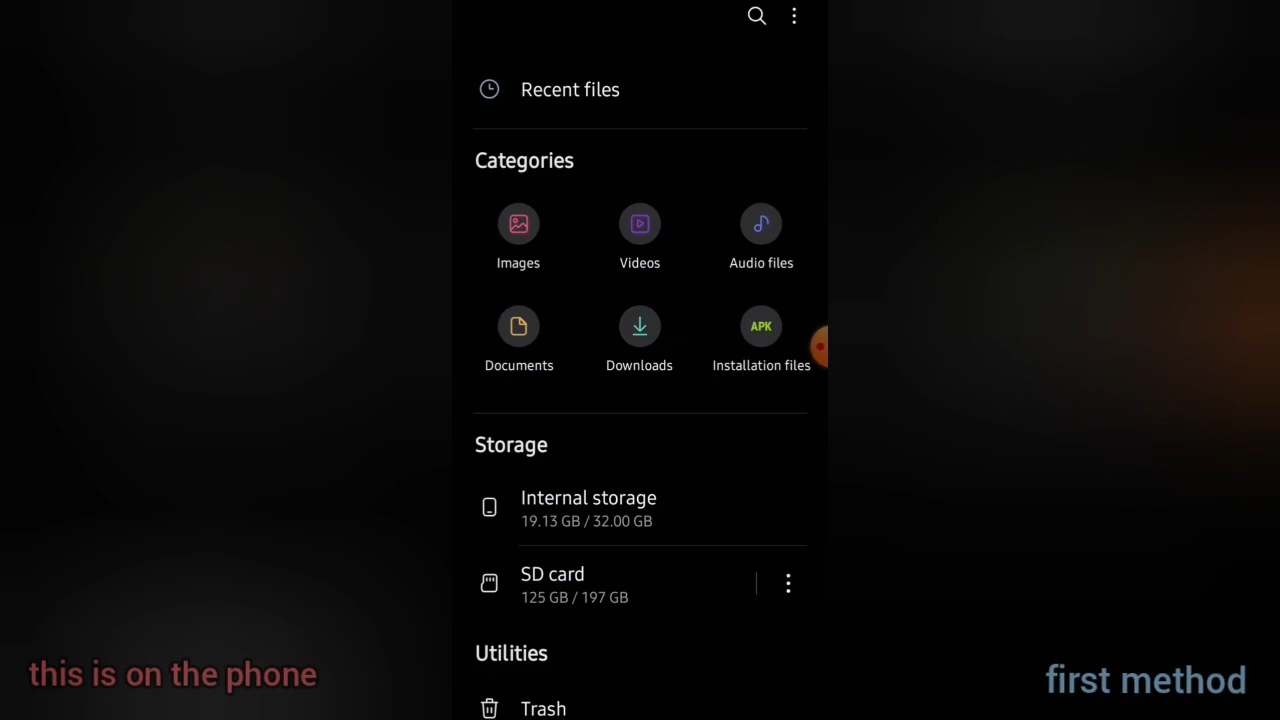 Recent files
Categories
Images
Videos
Audio files
APK
Documents
Downloads
Installation files
Storage
Internal storage
19.13 GB / 32.00 GB
SD card
125 GB / 197 GB
Utilities
Trash
this is on the phone
first method